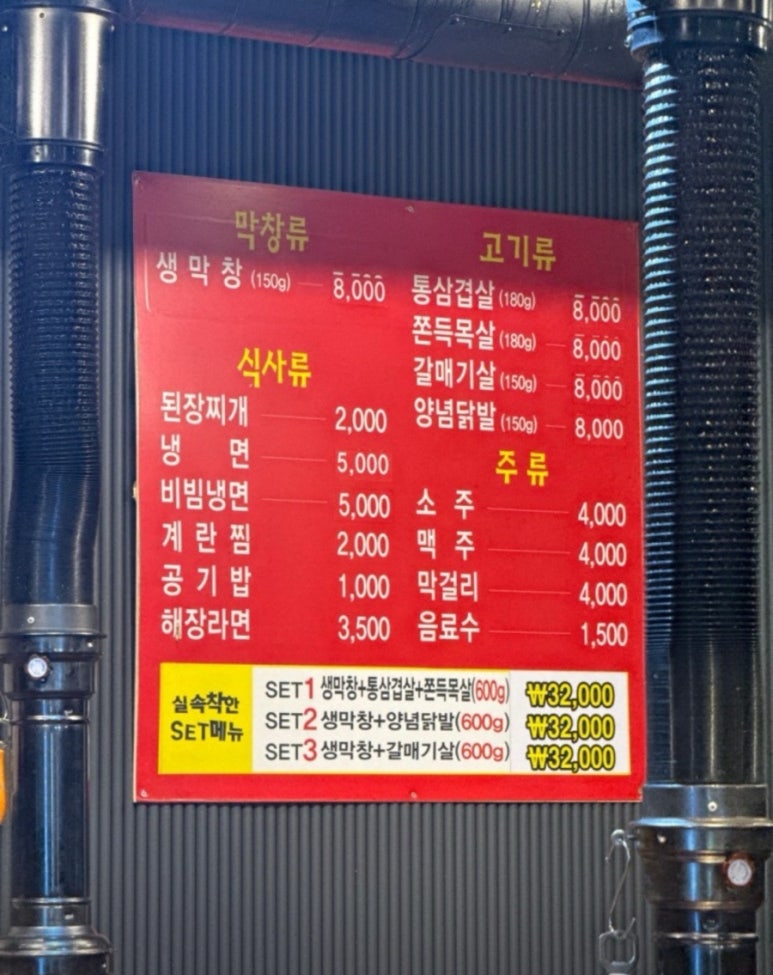 막창류
생막창 (150g) 8,000
식사류
된장찌개 2,000
냉 면 5,000
비빔냉면 5,000
계란찜 2,000
공기밥 1,000
해장라면 3,500
고기류
통삼겹살 (180g) 8,000
쫀득목살 (180g) 8,000
갈매기살 (150g) 8,000
양념닭발 (150g) 8,000
주류
소주 4,000
맥주 4,000
막걸리 4,000
음료수 1,500
실속착한
SET메뉴
SET1 생막창+통삼겹살+쫀득목살(600g) ₩32,000
SET2 생막창+양념닭발(600g) ₩32,000
SET3 생막창+갈매기살(600g) ₩32,000